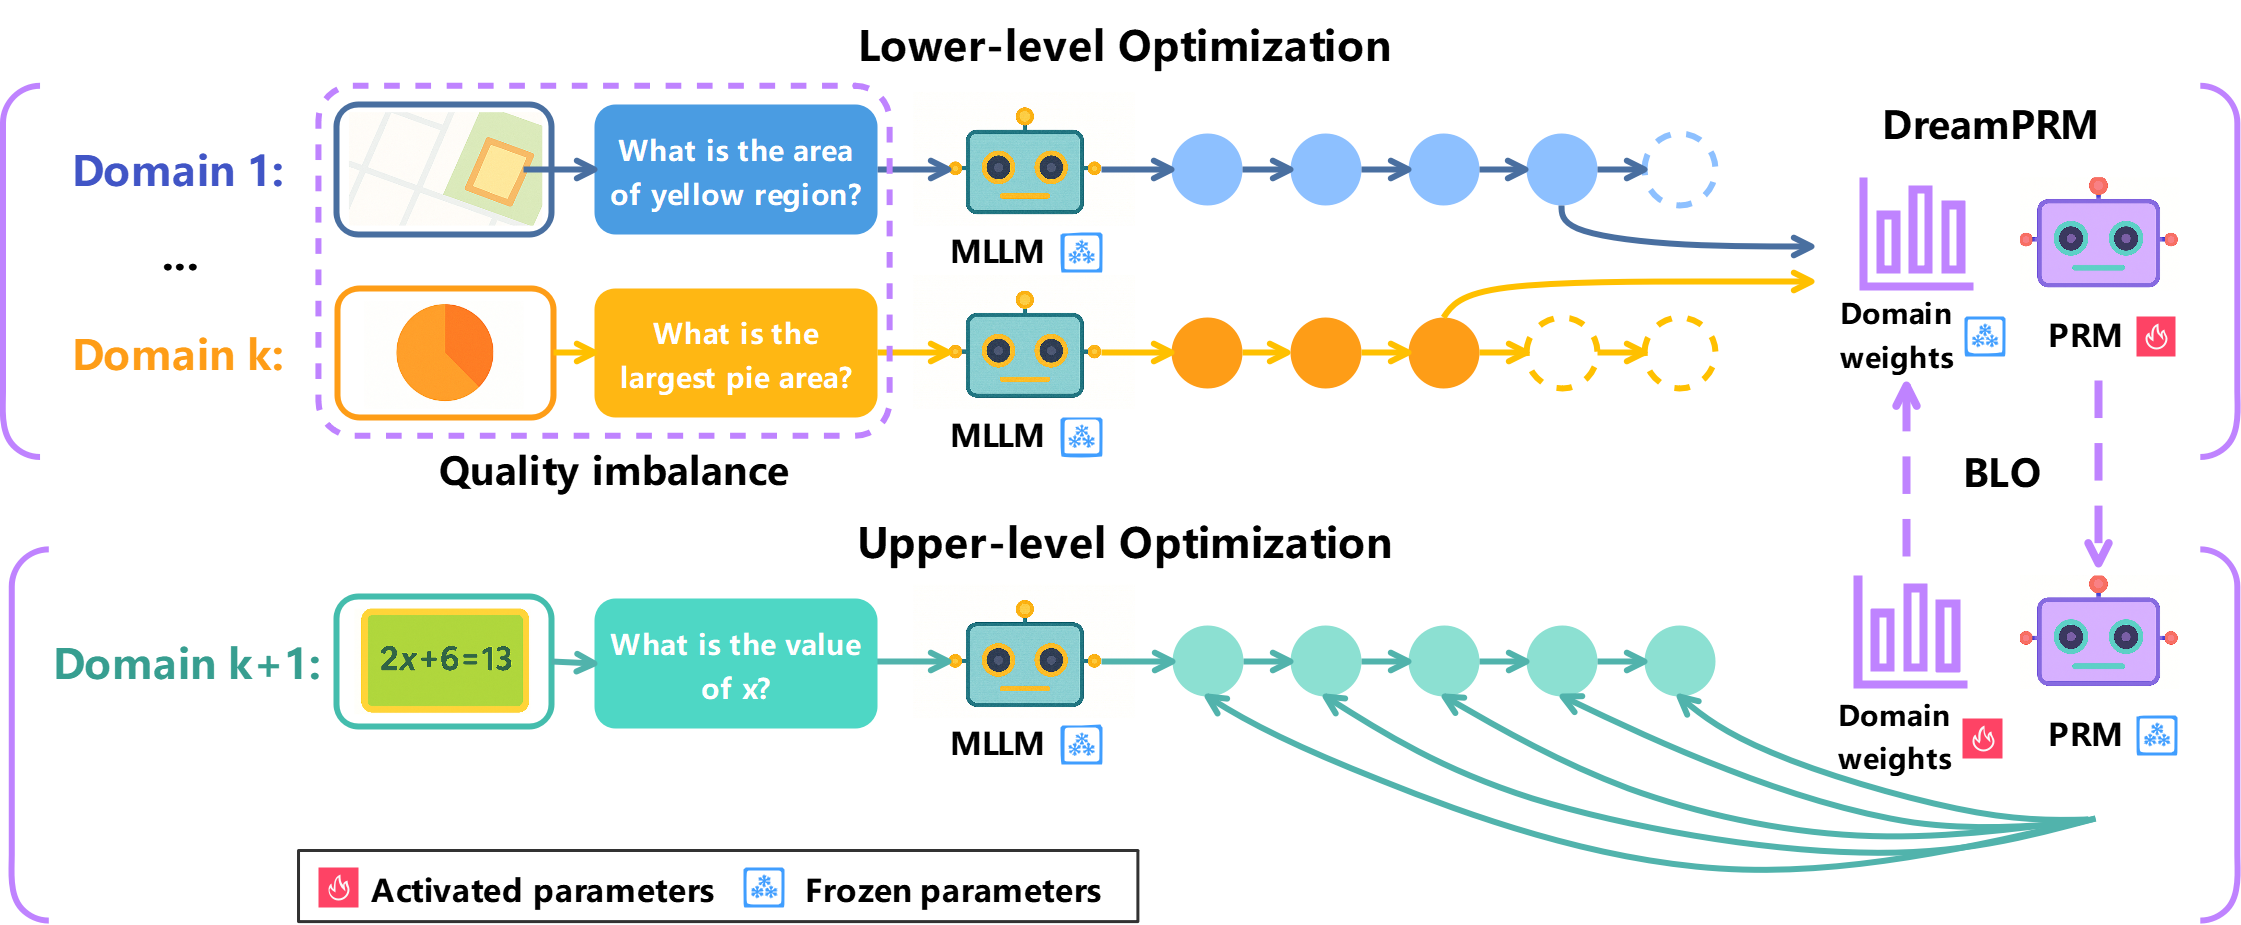 Lower-level Optimization
Domain 1:
What is the area
of yellow region?
MLLM
DreamPRM
...
Domain k:
What is the
largest pie area?
MLLM
Domain
weights
PRM
Quality imbalance
BLO
Upper-level Optimization
Domain k+1:
2x+6=13
What is the value
of x?
MLLM
Domain
weights
PRM
Activated parameters
Frozen parameters